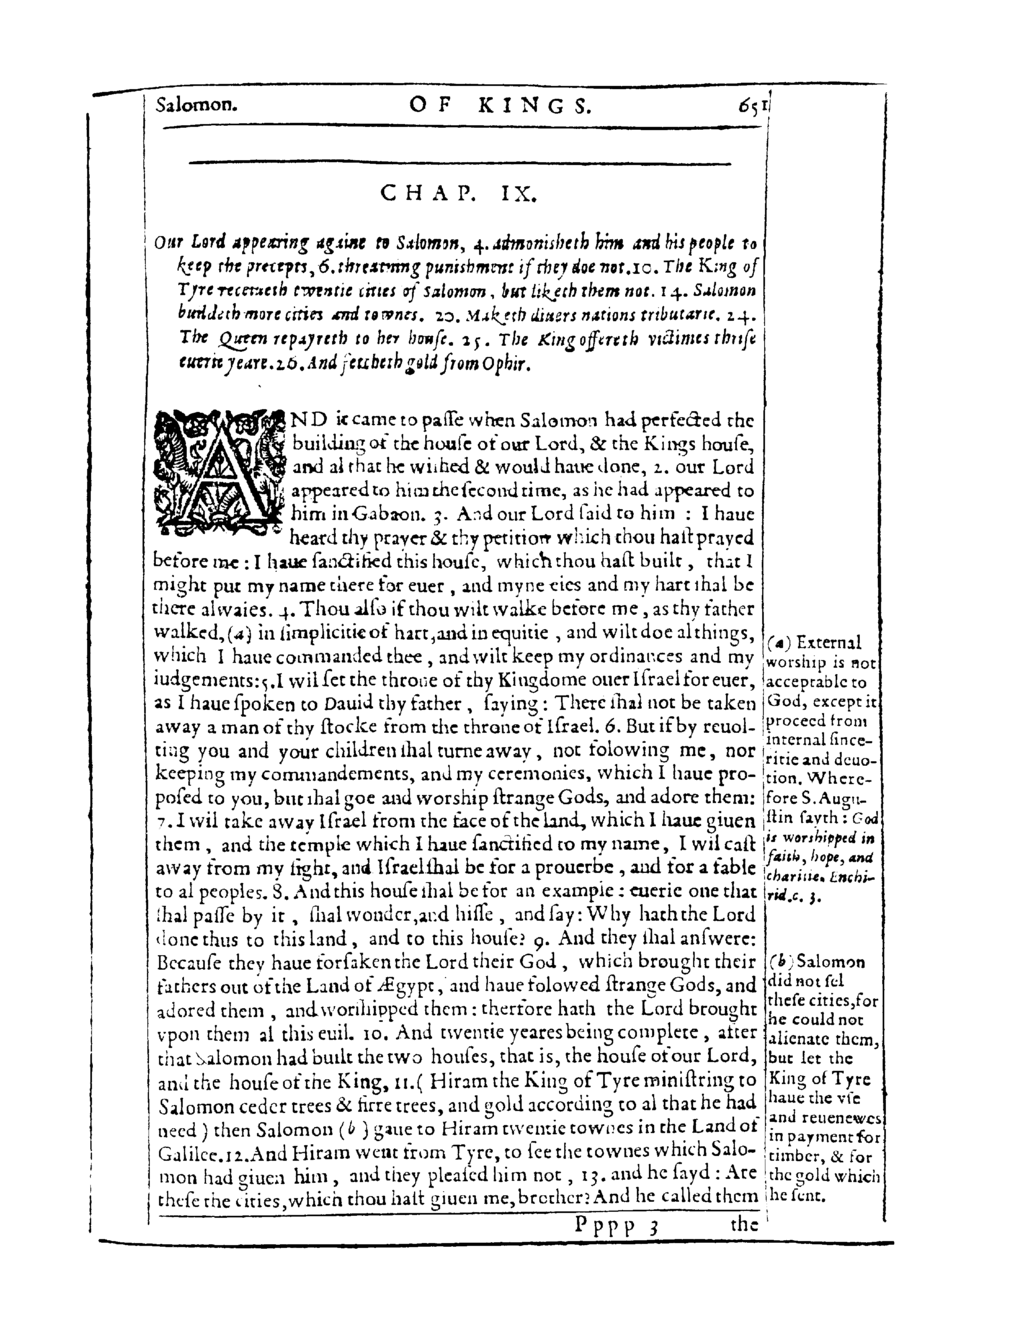 Salomon. OF KINGS. 651
CHAP. IX.
Our Lord appearing againe to Salomon, 4. admonisheth him and his people to
keep the precepts, 6. threatning punishment if they doe not. 10. The King of
Tyre receiueth twentie cities of Salomon, but liketh them not. 14. Salomon
buildeth more cities and townes. 20. Maketh diuers nations tributarie. 24.
The Queen repayreth to her house. 25. The King offereth victimes thrise
euerie yeare. 26. And fetcheth gold from Ophir.
AND it came to paſſe when Salomon had perfected the
building of the houſe of our Lord, & the Kings houſe,
and al that he wiſhed & would haue done, 2. our Lord
appeared to him the ſecond time, as he had appeared to
him in Gabaon. 3. And our Lord ſaid to him : I haue
heard thy prayer & thy petition which thou haſt prayed
before me : I haue ſanctified this houſe, which thou haſt built, that I
might put my name there for euer, and myne eies and my hart ſhal be
there alwaies. 4. Thou alſo if thou wilt walke before me, as thy father
walked, (a) in ſimplicitie of hart, and in equitie, and wilt doe al things,
which I haue commanded thee, and wilt keep my ordinances and my
iudgements: 5. I wil ſet the throne of thy Kingdome ouer Iſrael for euer,
as I haue ſpoken to Dauid thy father, ſaying : There ſhal not be taken
away a man of thy ſtocke from the throne of Iſrael. 6. But if by reuol-
ting you and your children ſhal turne away, not folowing me, nor
keeping my commandements, and my ceremonies, which I haue pro-
poſed to you, but ſhal goe and worship ſtrange Gods, and adore them:
7. I wil take away Iſrael from the face of the land, which I haue giuen
them, and the temple which I haue ſanctified to my name, I wil caſt
away from my ſight, and Iſrael ſhal be for a prouerbe, and for a fable
to al peoples. 8. And this houſe ſhal be for an example : euerie one that
ſhal paſſe by it, ſhal wonder, and hiſſe, and ſay: Why hath the Lord
done thus to this land, and to this houſe? 9. And they ſhal anſwere:
Becauſe they haue forſaken the Lord their God, which brought their
fathers out of the Land of Ægypt, and haue folowed ſtrange Gods, and
adored them, and worſhipped them : therfore hath the Lord brought
vpon them al this euil. 10. And twentie yeares being complete, after
that Salomon had built the two houſes, that is, the houſe of our Lord,
and the houſe of the King, 11. ( Hiram the King of Tyre miniſtring to
Salomon ceder trees & firre trees, and gold according to al that he had
need ) then Salomon (b) gaue to Hiram twentie townes in the Land of
Galilee. 12. And Hiram went from Tyre, to ſee the townes which Salo-
mon had giuen him, and they pleaſed him not, 13. and he ſayd : Are
theſe the cities, which thou haſt giuen me, brother? And he called them
(a) External
worship is not
acceptable to
God, except it
proceed from
internal ſince-
ritie and deuo-
tion. Where-
fore S. Augu-
ſtin ſayth : God
is worshipped in
faith, hope, and
charitie. Enchi-
rid. c. 3.
(b) Salomon
did not ſel
theſe cities, for
he could not
alienate them,
but let the
King of Tyre
haue the vſe
and reuenewes
in payment for
timber, & for
the gold which
he ſent.
Pppp 3 the